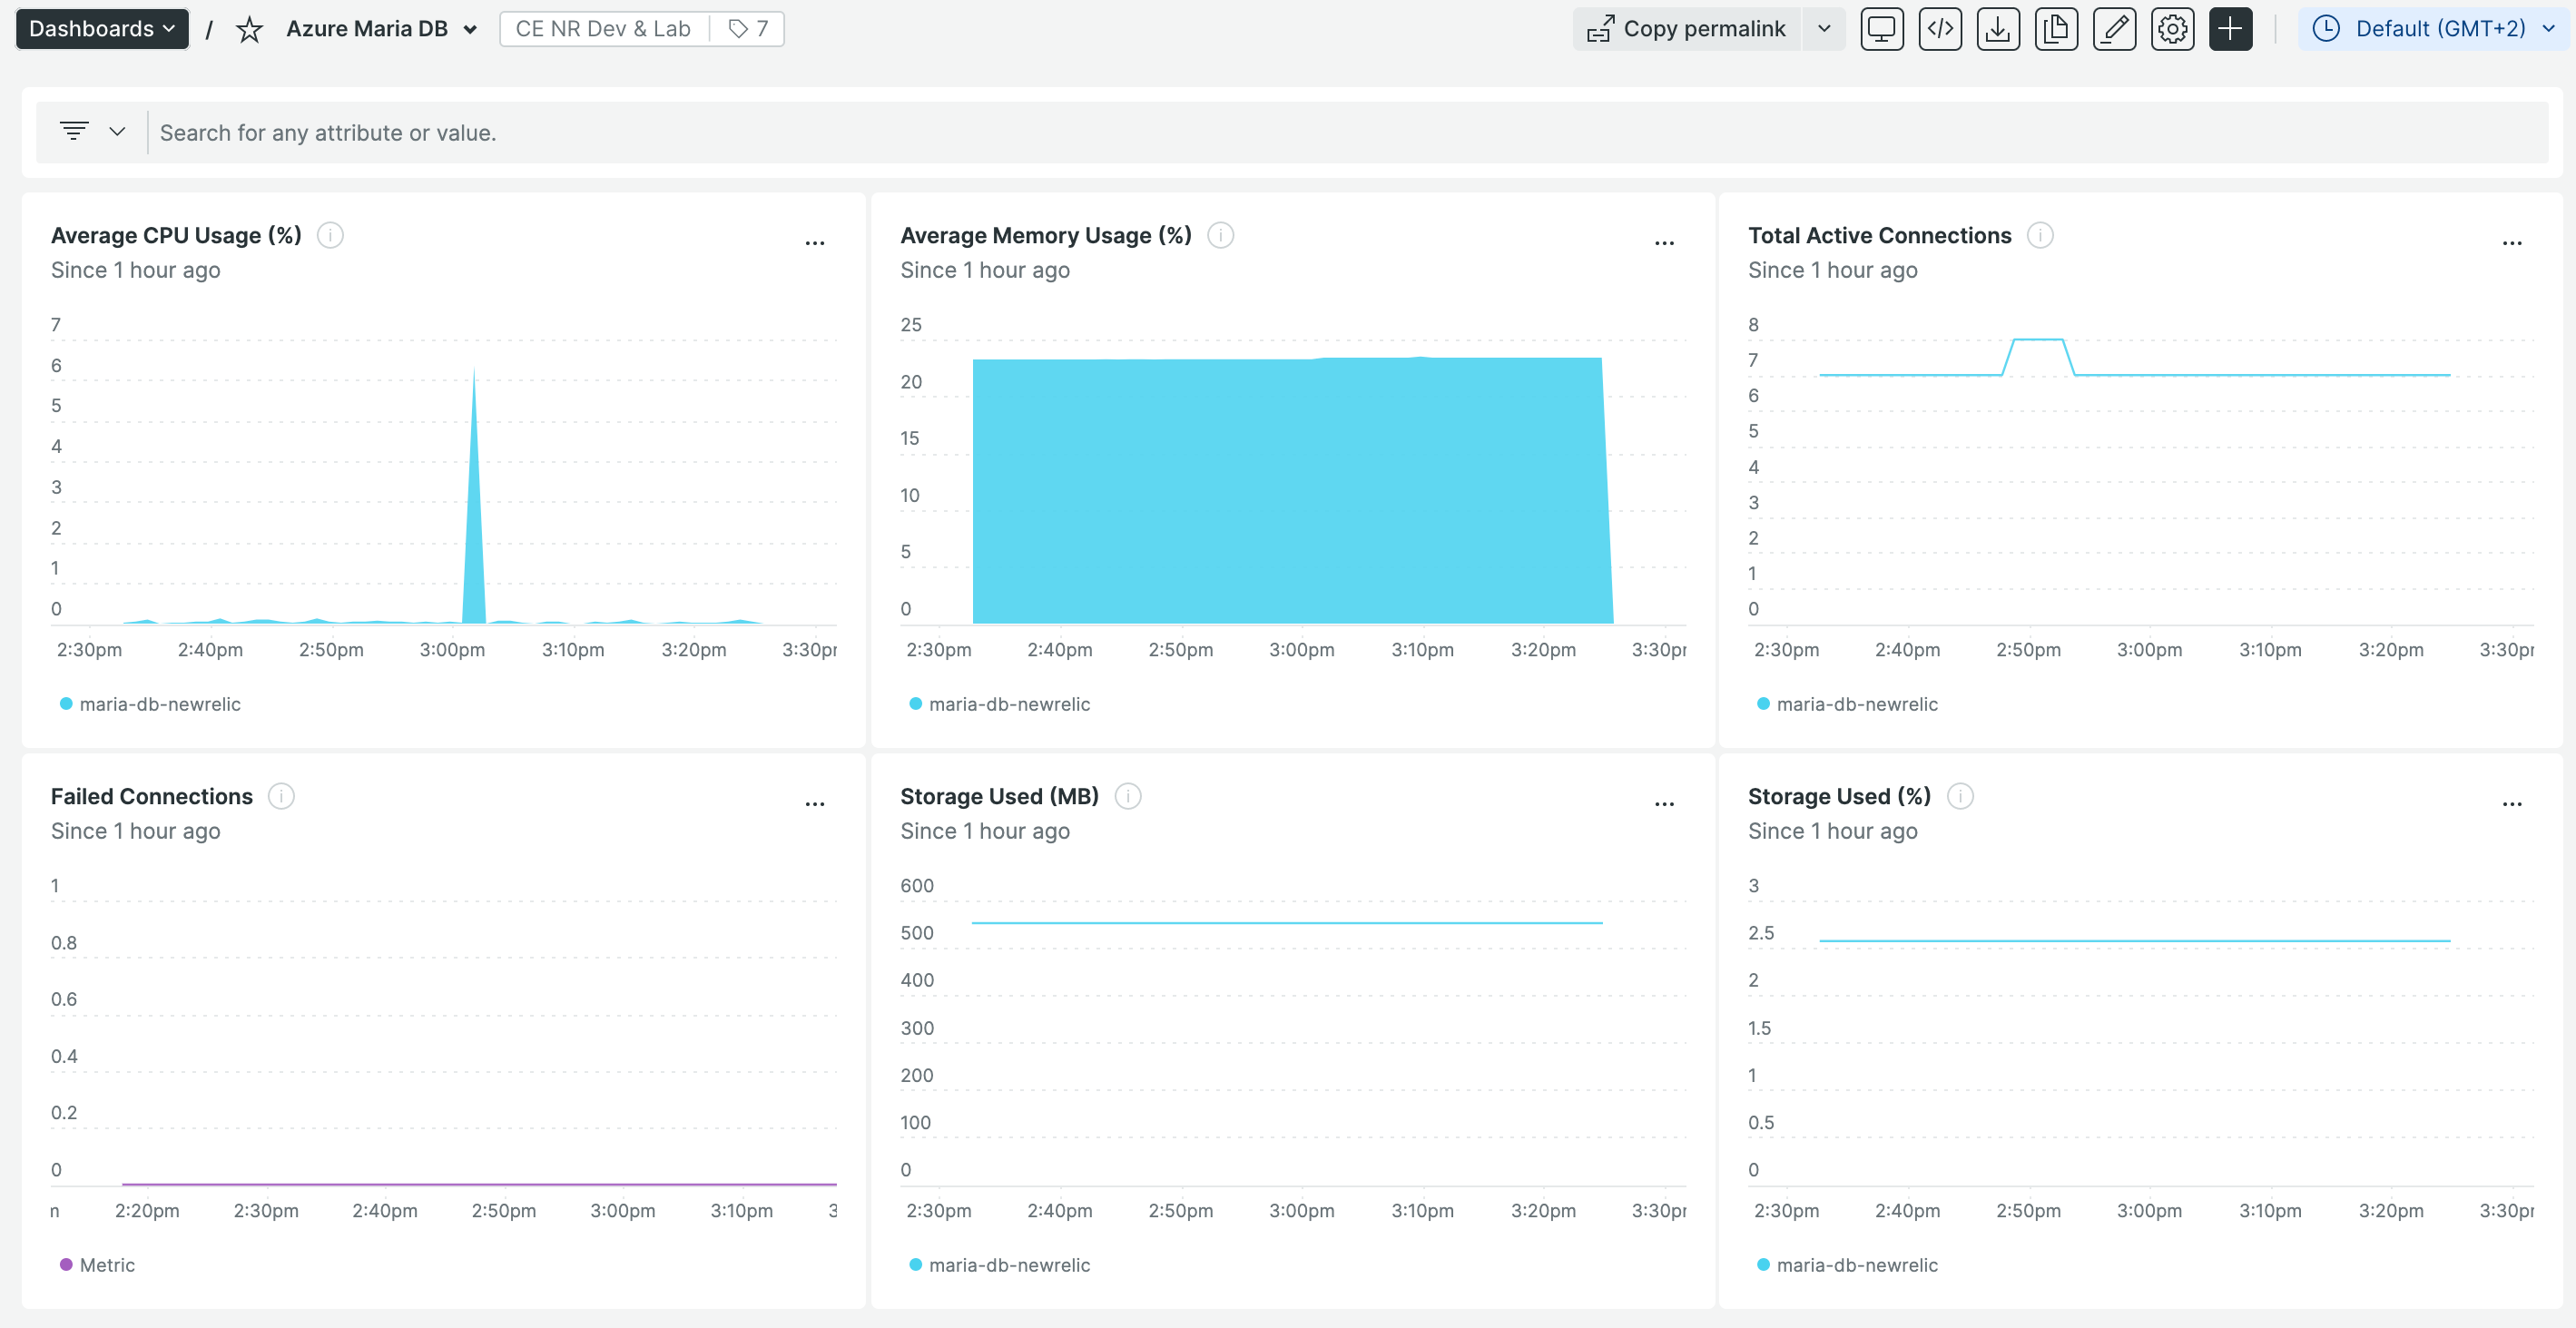 Dashboards / Azure Maria DB CE NR Dev & Lab 7 Copy permalink Default (GMT+2)
Search for any attribute or value.
Average CPU Usage (%)
Since 1 hour ago
7
6
5
4
3
2
1
0
2:30pm 2:40pm 2:50pm 3:00pm 3:10pm 3:20pm 3:30pr
maria-db-newrelic
Average Memory Usage (%)
Since 1 hour ago
25
20
15
10
5
0
2:30pm 2:40pm 2:50pm 3:00pm 3:10pm 3:20pm 3:30pr
maria-db-newrelic
Total Active Connections
Since 1 hour ago
8
7
6
5
4
3
2
1
0
2:30pm 2:40pm 2:50pm 3:00pm 3:10pm 3:20pm 3:30pr
maria-db-newrelic
Failed Connections
Since 1 hour ago
1
0.8
0.6
0.4
0.2
0
n 2:20pm 2:30pm 2:40pm 2:50pm 3:00pm 3:10pm 3
Metric
Storage Used (MB)
Since 1 hour ago
600
500
400
300
200
100
0
2:30pm 2:40pm 2:50pm 3:00pm 3:10pm 3:20pm 3:30pr
maria-db-newrelic
Storage Used (%)
Since 1 hour ago
3
2.5
2
1.5
1
0.5
0
2:30pm 2:40pm 2:50pm 3:00pm 3:10pm 3:20pm 3:30pr
maria-db-newrelic